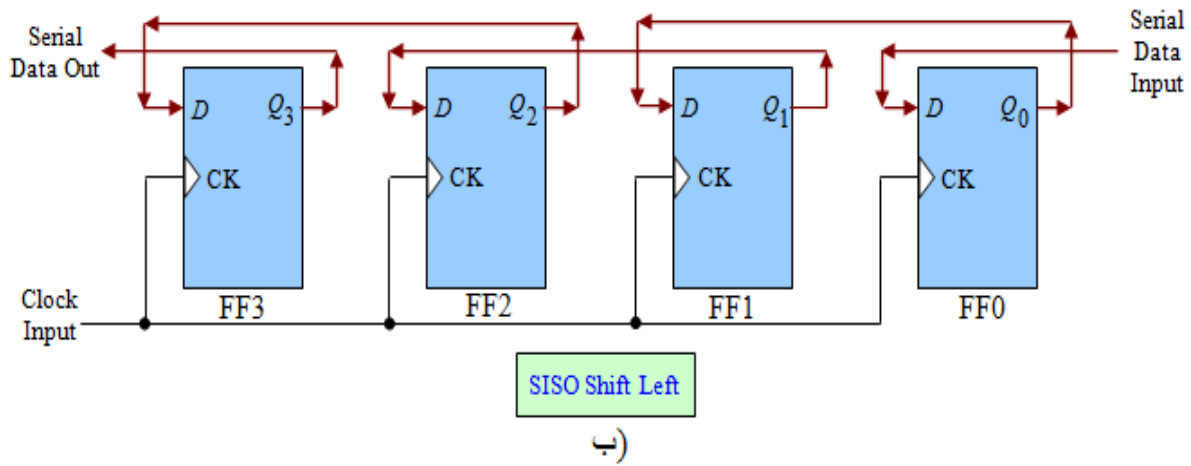 Serial
Data Out
Serial
Data
Input
D
Q3
D
Q2
D
Q1
D
Q0
CK
CK
CK
CK
Clock
Input
FF3
FF2
FF1
FF0
SISO Shift Left
ب)